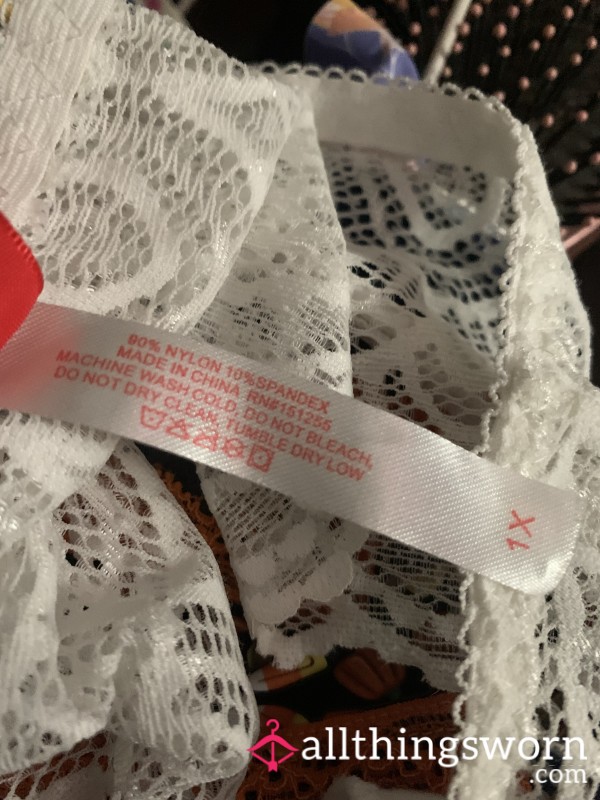 90% NYLON 10%SPANDEX
MADE IN CHINA RN#151255
MACHINE WASH COLD, DO NOT BLEACH,
DO NOT DRY CLEAN, TUMBLE DRY LOW
1X
allthingsworn
.com